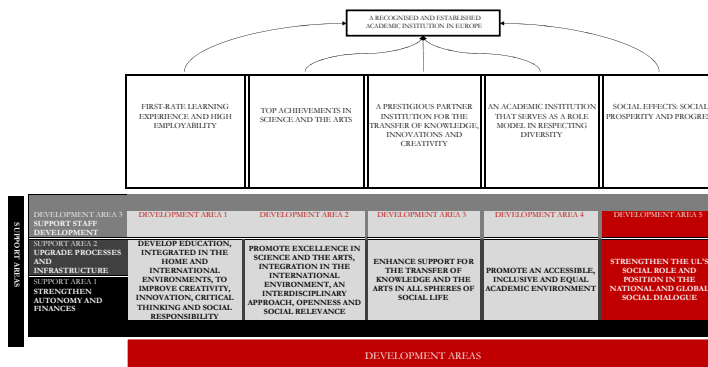 A RECOGNISED AND ESTABLISHED
ACADEMIC INSTITUTION IN EUROPE
FIRST-RATE LEARNING
EXPERIENCE AND HIGH
EMPLOYABILITY
TOP ACHIEVEMENTS IN
SCIENCE AND THE ARTS
A PRESTIGIOUS PARTNER
INSTITUTION FOR THE
TRANSFER OF KNOWLEDGE,
INNOVATIONS AND
CREATIVITY
AN ACADEMIC INSTITUTION
THAT SERVES AS A ROLE
MODEL IN RESPECTING
DIVERSITY
SOCIAL EFFECTS: SOCIAL
PROSPERITY AND
SUPPORT AREAS
DEVELOPMENT AREA 3
SUPPORT STAFF
DEVELOPMENT
SUPPORT AREA 2
UPGRADE PROCESSES
AND
INFRASTRUCTURE
SUPPORT AREA 1
STRENGTHEN
AUTONOMY AND
FINANCES
DEVELOPMENT AREA 1
DEVELOP EDUCATION,
INTEGRATED IN THE
HOME AND
INTERNATIONAL
ENVIRONMENTS, TO
IMPROVE CREATIVITY,
INNOVATION, CRITICAL
THINKING AND SOCIAL
RESPONSIBILITY
DEVELOPMENT AREA 2
PROMOTE EXCELLENCE IN
SCIENCE AND THE ARTS,
INTEGRATION IN THE
INTERNATIONAL
ENVIRONMENT, AN
INTERDISCIPLINARY
APPROACH, OPENNESS AND
SOCIAL RELEVANCE
DEVELOPMENT AREA 3
ENHANCE SUPPORT FOR
THE TRANSFER OF
KNOWLEDGE AND THE
ARTS IN ALL SPHERES OF
SOCIAL LIFE
DEVELOPMENT AREA 4
PROMOTE AN ACCESSIBLE,
INCLUSIVE AND EQUAL
ACADEMIC ENVIRONMENT
DEVELOPMENT AREA 5
STRENGTHEN THE UL'S
SOCIAL ROLE AND
POSITION IN THE
NATIONAL AND GLOBAL
SOCIAL DIALOGUE
DEVELOPMENT AREAS